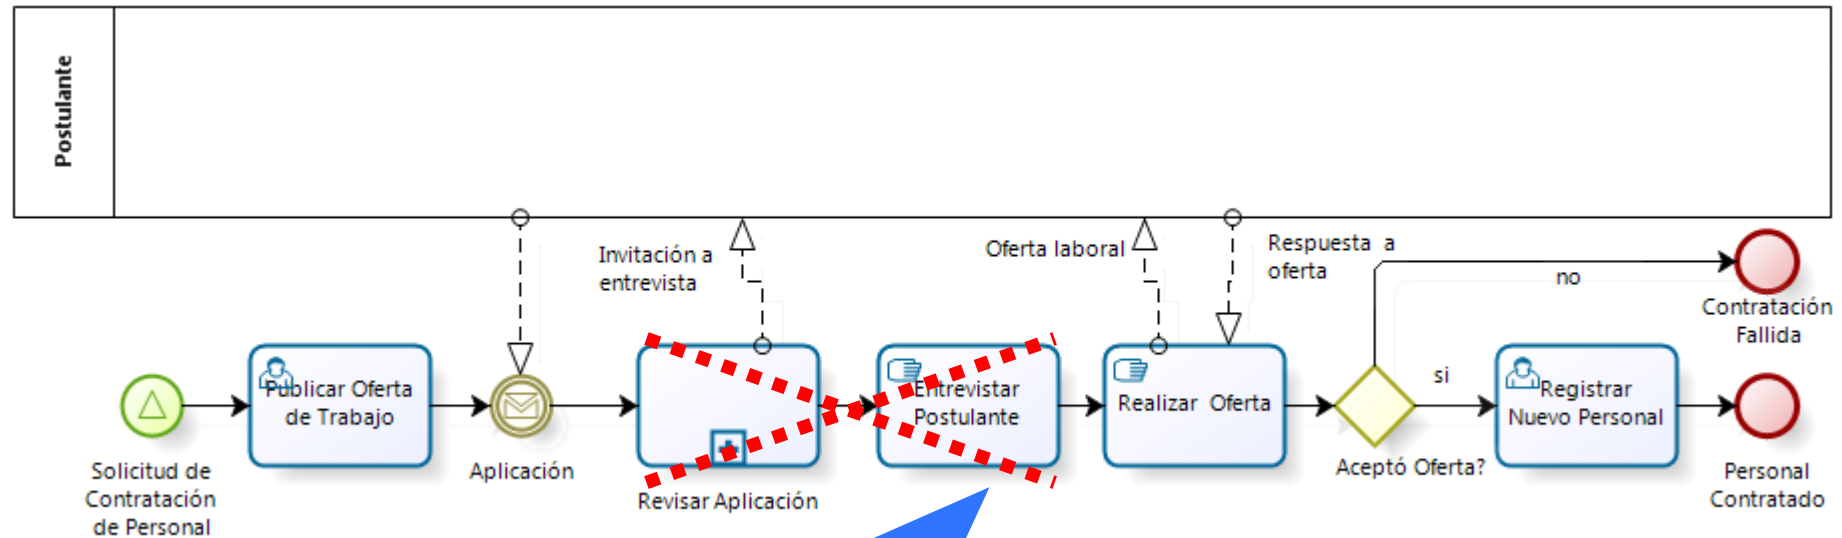 Postulante
Invitación a
entrevista
Oferta laboral
Respuesta a
oferta
no
Contratación
Fallida
Publicar Oferta
de Trabajo
Entrevistar
Postulante
Realizar Oferta
si
Registrar
Nuevo Personal
Solicitud de
Contratación
de Personal
Aplicación
Revisar Aplicación
Aceptó Oferta?
Personal
Contratado